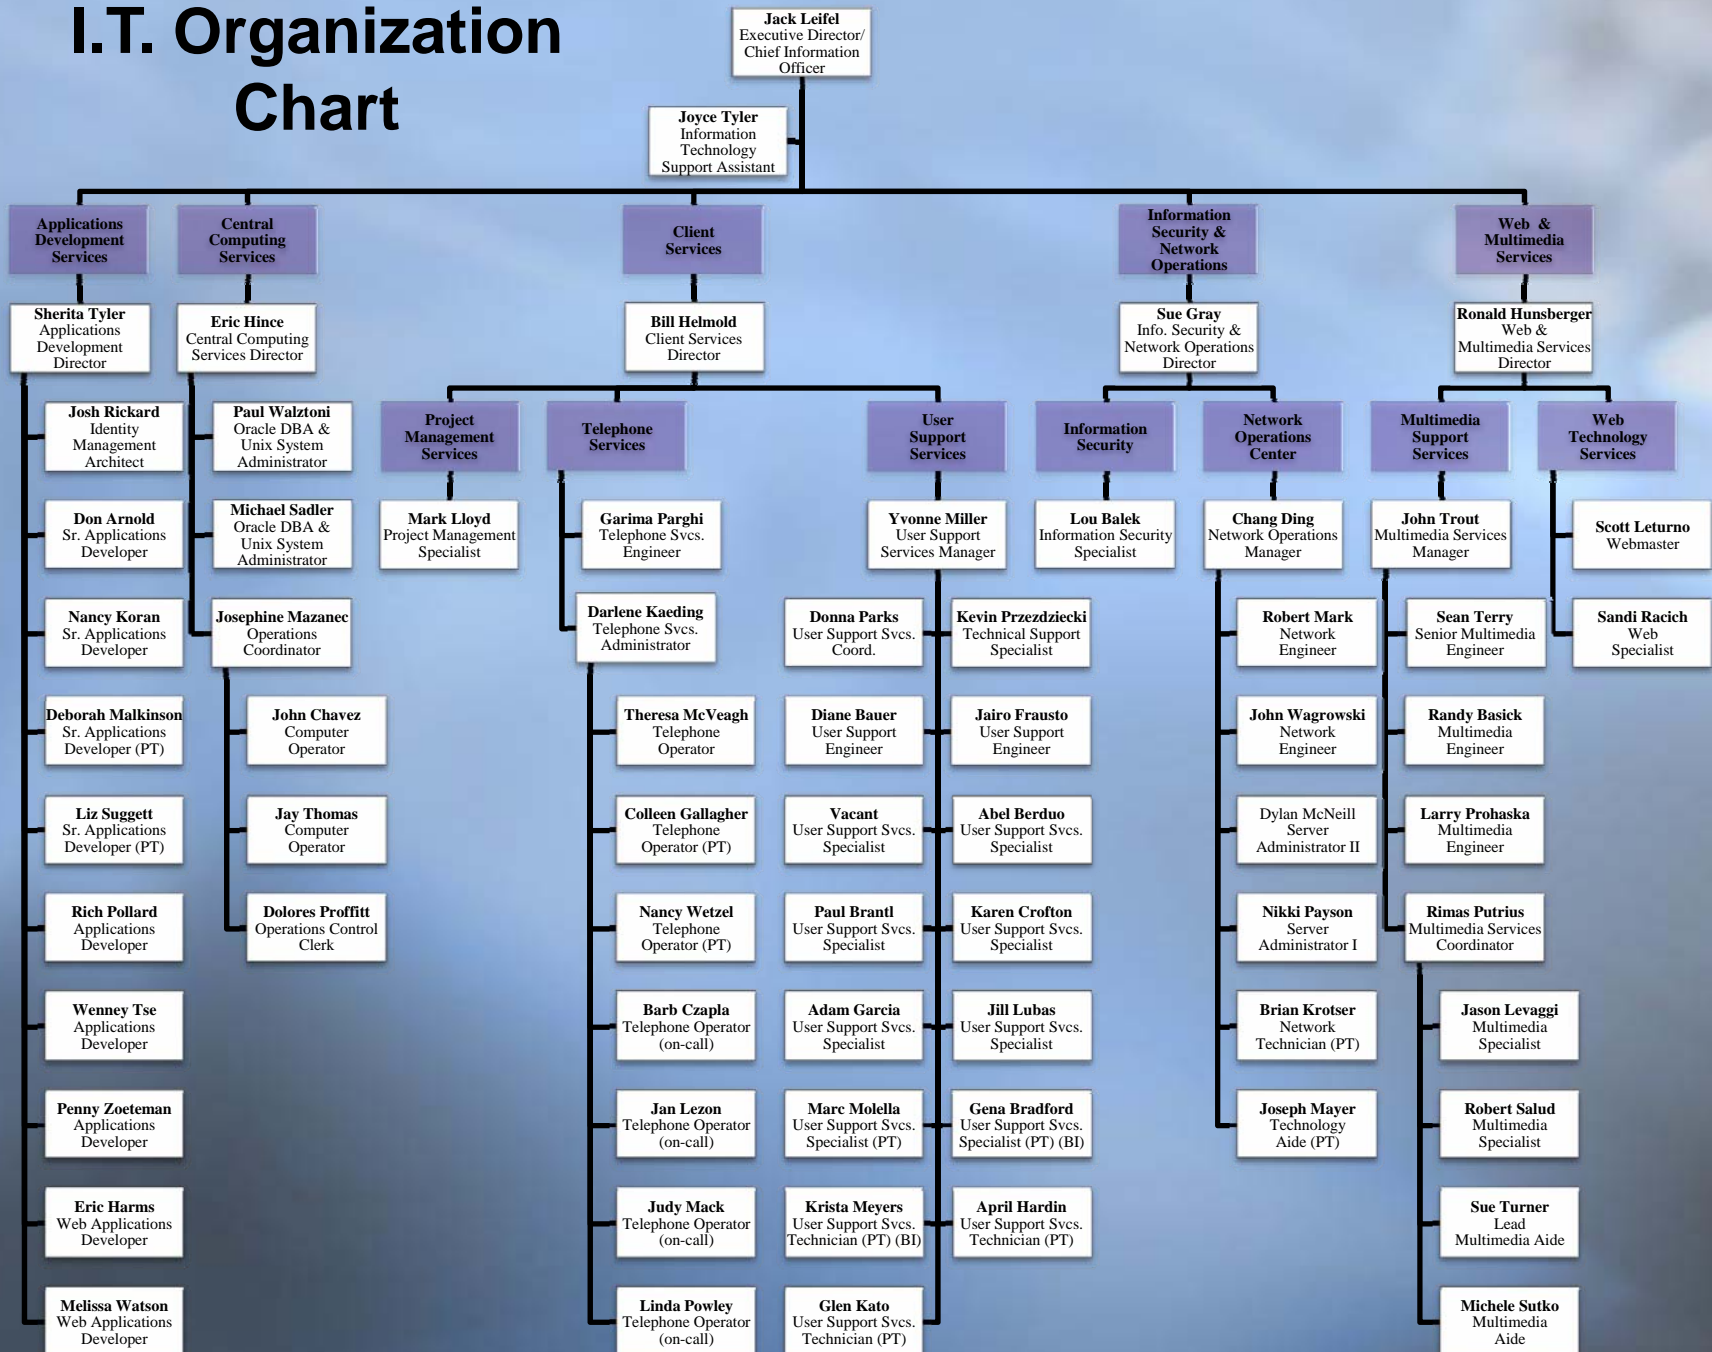 I.T. Organization
Chart
Jack Leifel
Executive Director/
Chief Information
Officer
Joyce Tyler
Information
Technology
Support Assistant
Applications
Development
Services
Central
Computing
Services
Client
Services
Information
Security &
Network
Operations
Web &
Multimedia
Services
Sherita Tyler
Applications
Development
Director
Eric Hince
Central Computing
Services Director
Bill Helmold
Client Services
Director
Sue Gray
Info. Security &
Network Operations
Director
Ronald Hunsberger
Web &
Multimedia Services
Director
Josh Rickard
Identity
Management
Architect
Paul Walztoni
Oracle DBA &
Unix System
Administrator
Project
Management
Services
Telephone
Services
User
Support
Services
Information
Security
Network
Operations
Center
Multimedia
Support
Services
Web
Technology
Services
Don Arnold
Sr. Applications
Developer
Michael Sadler
Oracle DBA &
Unix System
Administrator
Mark Lloyd
Project Management
Specialist
Garima Parghi
Telephone Svcs.
Engineer
Yvonne Miller
User Support
Services Manager
Lou Balek
Information Security
Specialist
Chang Ding
Network Operations
Manager
John Trout
Multimedia Services
Manager
Scott Leturno
Webmaster
Nancy Koran
Sr. Applications
Developer
Josephine Mazanec
Operations
Coordinator
Darlene Kaeding
Telephone Svcs.
Administrator
Donna Parks
User Support Svcs.
Coord.
Kevin Przezdziecki
Technical Support
Specialist
Robert Mark
Network
Engineer
Sean Terry
Senior Multimedia
Engineer
Sandi Racich
Web
Specialist
Deborah Malkinson
Sr. Applications
Developer (PT)
John Chavez
Computer
Operator
Theresa McVeagh
Telephone
Operator
Diane Bauer
User Support
Engineer
Jairo Frausto
User Support
Engineer
John Wagrowski
Network
Engineer
Randy Basick
Multimedia
Engineer
Liz Suggett
Sr. Applications
Developer (PT)
Jay Thomas
Computer
Operator
Colleen Gallagher
Telephone
Operator (PT)
Vacant
User Support Svcs.
Specialist
Abel Berduo
User Support Svcs.
Specialist
Dylan McNeill
Server
Administrator II
Larry Prohaska
Multimedia
Engineer
Rich Pollard
Applications
Developer
Dolores Proffitt
Operations Control
Clerk
Nancy Wetzel
Telephone
Operator (PT)
Paul Brantl
User Support Svcs.
Specialist
Karen Crofton
User Support Svcs.
Specialist
Nikki Payson
Server
Administrator I
Rimas Putrius
Multimedia Services
Coordinator
Wenney Tse
Applications
Developer
Barb Czapla
Telephone Operator
(on-call)
Adam Garcia
User Support Svcs.
Specialist
Jill Lubas
User Support Svcs.
Specialist
Brian Krotser
Network
Technician (PT)
Jason Levaggi
Multimedia
Specialist
Penny Zoeteman
Applications
Developer
Jan Lezon
Telephone Operator
(on-call)
Marc Molella
User Support Svcs.
Specialist (PT)
Gena Bradford
User Support Svcs.
Specialist (PT) (BI)
Joseph Mayer
Technology
Aide (PT)
Robert Salud
Multimedia
Specialist
Eric Harms
Web Applications
Developer
Judy Mack
Telephone Operator
(on-call)
Krista Meyers
User Support Svcs.
Technician (PT) (BI)
April Hardin
User Support Svcs.
Technician (PT)
Sue Turner
Lead
Multimedia Aide
Melissa Watson
Web Applications
Developer
Linda Powley
Telephone Operator
(on-call)
Glen Kato
User Support Svcs.
Technician (PT)
Michele Sutko
Multimedia
Aide